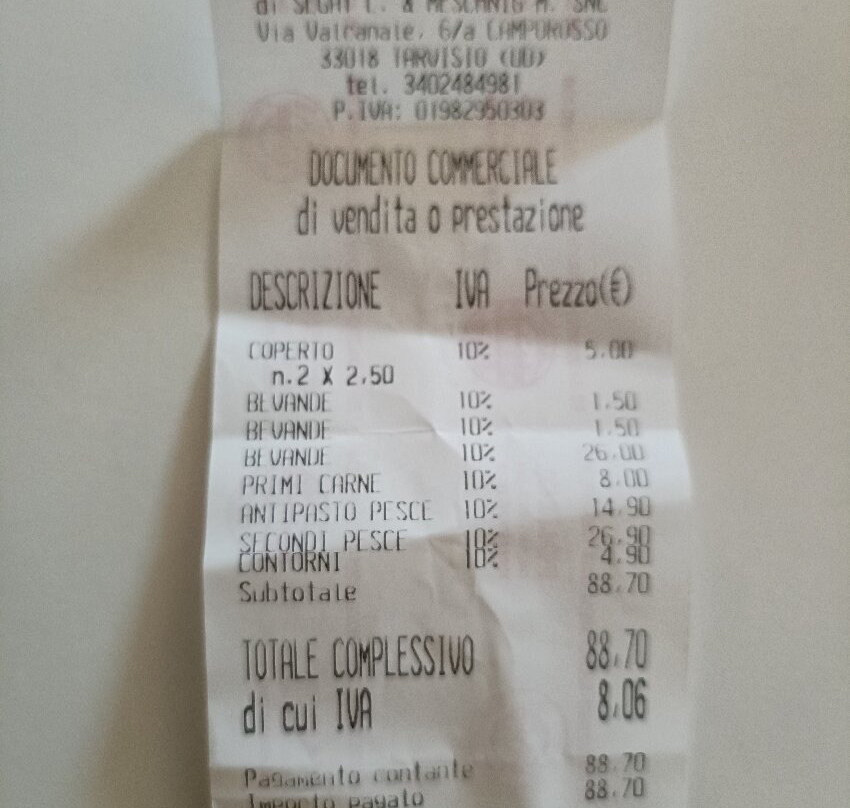 di SEGAT L. & MESCHNIG M. SNC
Via Valcanale, 6/a CAMPOROSSO
33018 TARVISIO (UD)
tel. 3402484981
P.IVA: 01982950303
DOCUMENTO COMMERCIALE
di vendita o prestazione
DESCRIZIONE IVA Prezzo(€)
COPERTO 10% 5.00
n.2 X 2,50
BEVANDE 10% 1.50
BEVANDE 10% 1.50
BEVANDE 10% 26.00
PRIMI CARNE 10% 8.00
ANTIPASTO PESCE 10% 14.90
SECONDI PESCE 10% 26.90
CONTORNI 10% 4.90
Subtotale 88.70
TOTALE COMPLESSIVO 88,70
di cui IVA 8,06
Pagamento contante 88.70
Importo pagato 88.70